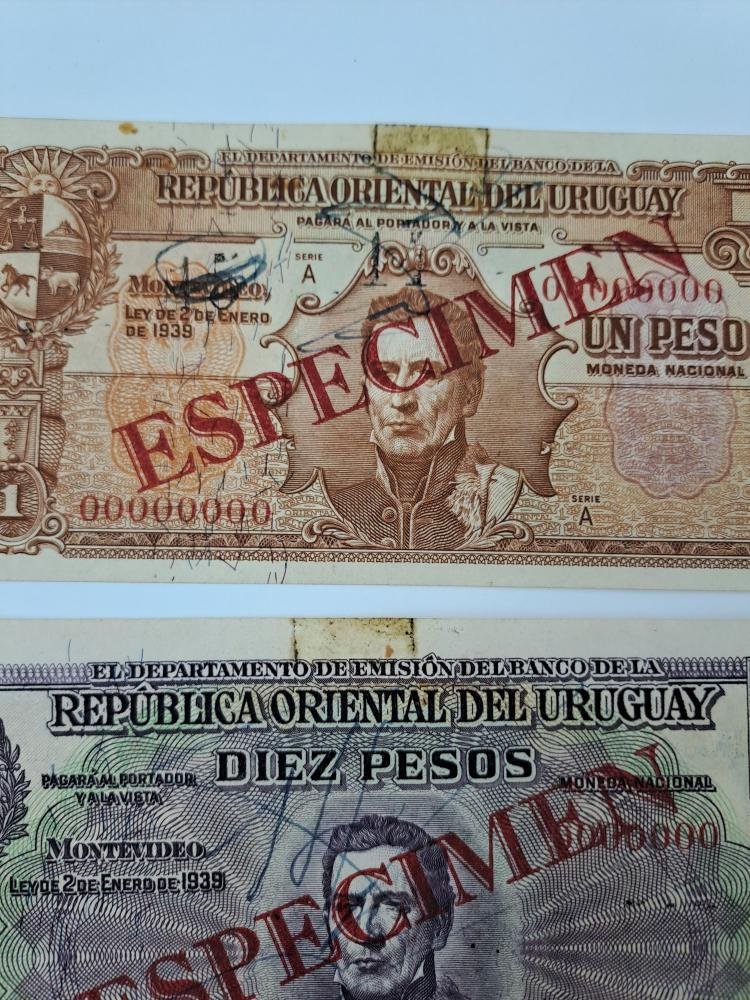 EL DEPARTAMENTO DE EMISIÓN DEL BANCO DE LA
REPÚBLICA ORIENTAL DEL URUGUAY
PAGARÁ AL PORTADOR Y A LA VISTA
SERIE
A
MONTEVIDEO,
LEY DE 2 DE ENERO
DE 1939
00000000
UN PESO
MONEDA NACIONAL
ESPECIMEN
1
00000000
SERIE
A
EL DEPARTAMENTO DE EMISIÓN DEL BANCO DE LA
REPÚBLICA ORIENTAL DEL URUGUAY
DIEZ PESOS
PAGARÁ AL PORTADOR
Y A LA VISTA
MONEDA NACIONAL
MONTEVIDEO
LEY DE 2 DE ENERO DE 1939
0000000
ESPECIMEN